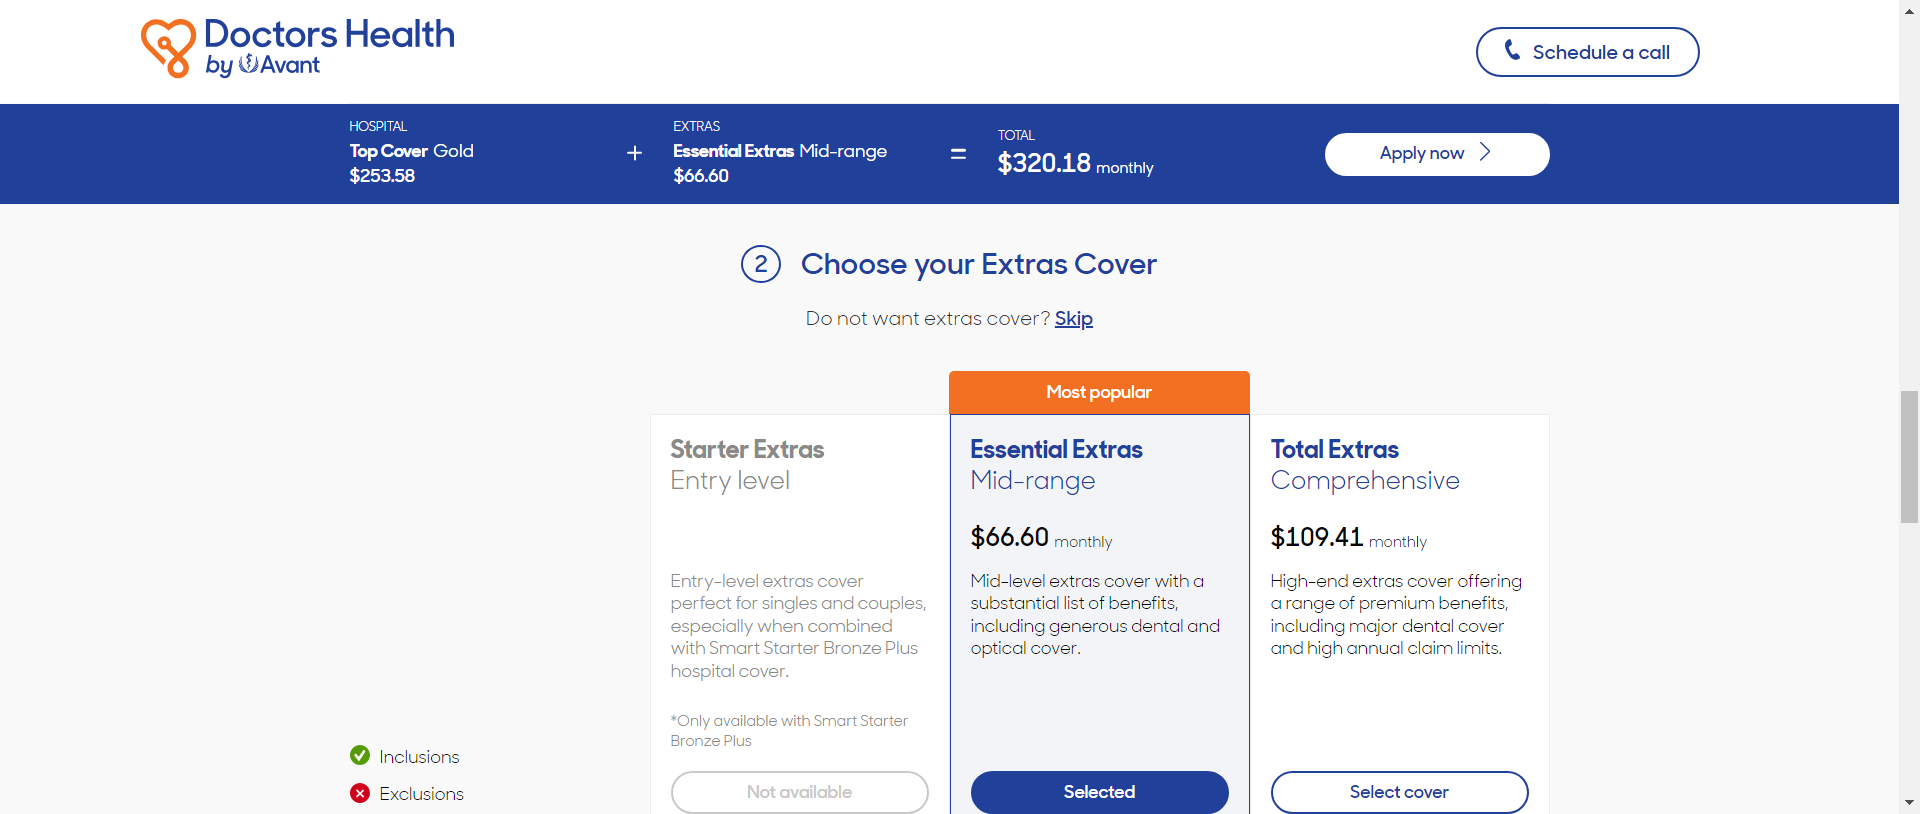 Doctors Health
by Avant
Schedule a call
HOSPITAL
Top Cover Gold
$253.58
+
EXTRAS
Essential Extras Mid-range
$66.60
=
TOTAL
$320.18 monthly
Apply now
2 Choose your Extras Cover
Do not want extras cover? Skip
Most popular
Starter Extras
Entry level
Entry-level extras cover
perfect for singles and couples,
especially when combined
with Smart Starter Bronze Plus
hospital cover.
*Only available with Smart Starter
Bronze Plus
Not available
Essential Extras
Mid-range
$66.60 monthly
Mid-level extras cover with a
substantial list of benefits,
including generous dental and
optical cover.
Selected
Total Extras
Comprehensive
$109.41 monthly
High-end extras cover offering
a range of premium benefits,
including major dental cover
and high annual claim limits.
Select cover
Inclusions
Exclusions